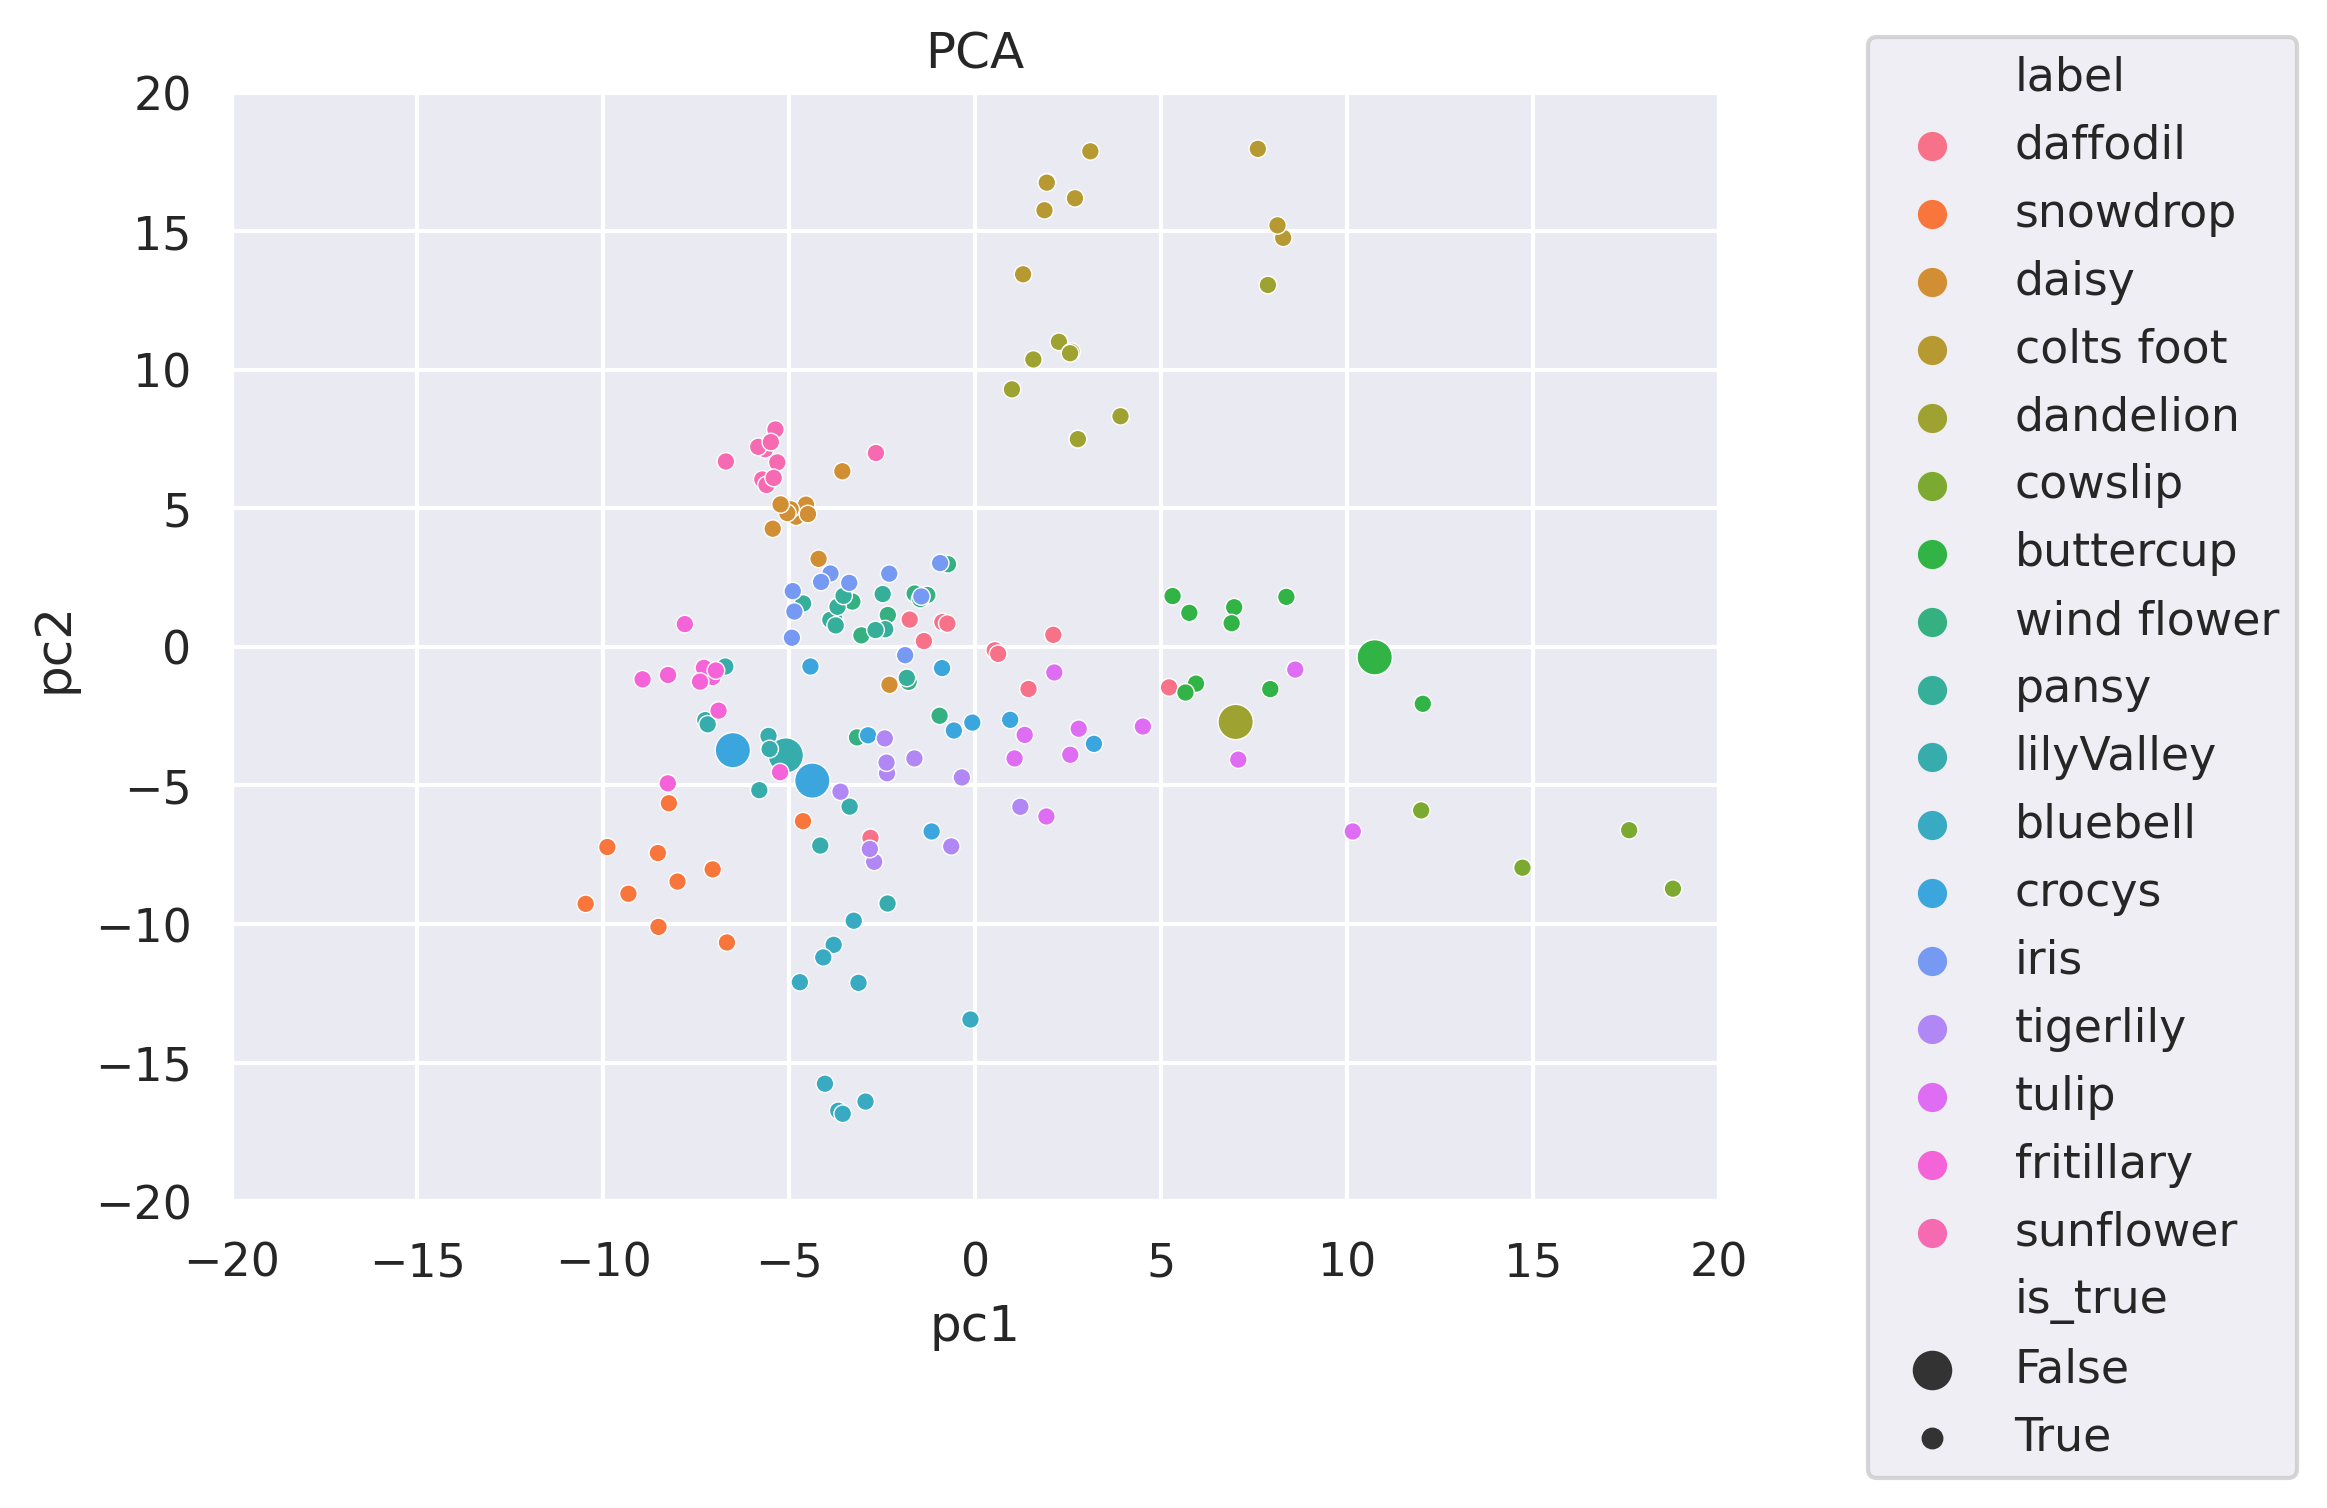 PCA
20
15
10
5
0
−5
−10
−15
−20
pc2
−20 −15 −10 −5 0 5 10 15 20
pc1
label
daffodil
snowdrop
daisy
colts foot
dandelion
cowslip
buttercup
wind flower
pansy
lilyValley
bluebell
crocys
iris
tigerlily
tulip
fritillary
sunflower
is_true
False
True